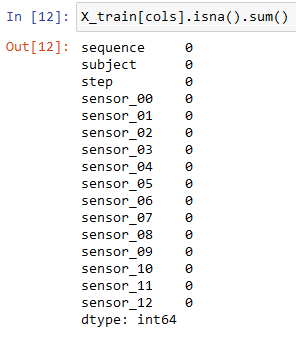 In [12]: X_train[cols].isna().sum()
Out[12]: sequence 0
subject 0
step 0
sensor_00 0
sensor_01 0
sensor_02 0
sensor_03 0
sensor_04 0
sensor_05 0
sensor_06 0
sensor_07 0
sensor_08 0
sensor_09 0
sensor_10 0
sensor_11 0
sensor_12 0
dtype: int64